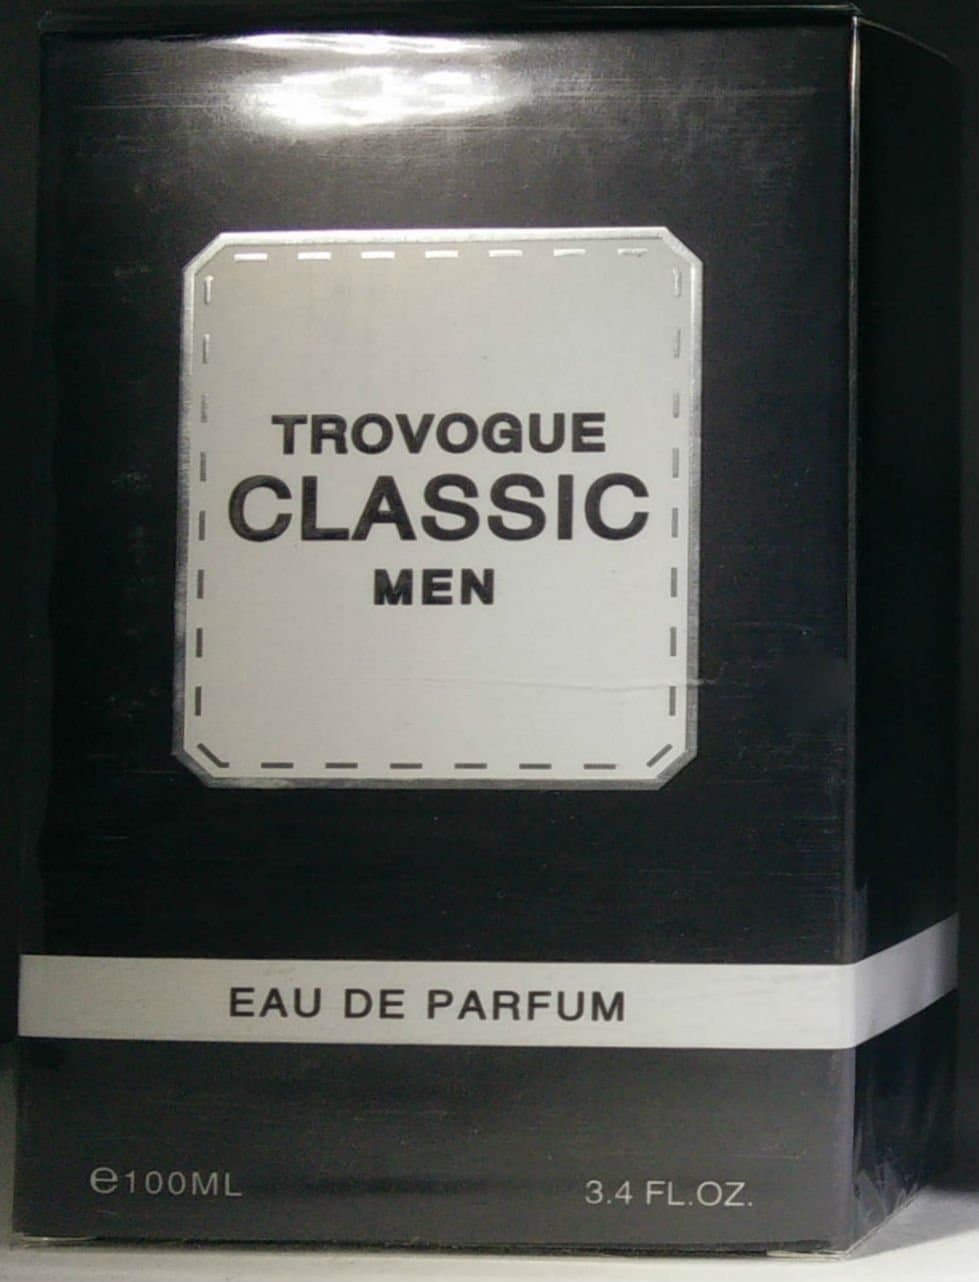 TROVOGUE
CLASSIC
MEN
EAU DE PARFUM
℮100ML
3.4 FL.OZ.